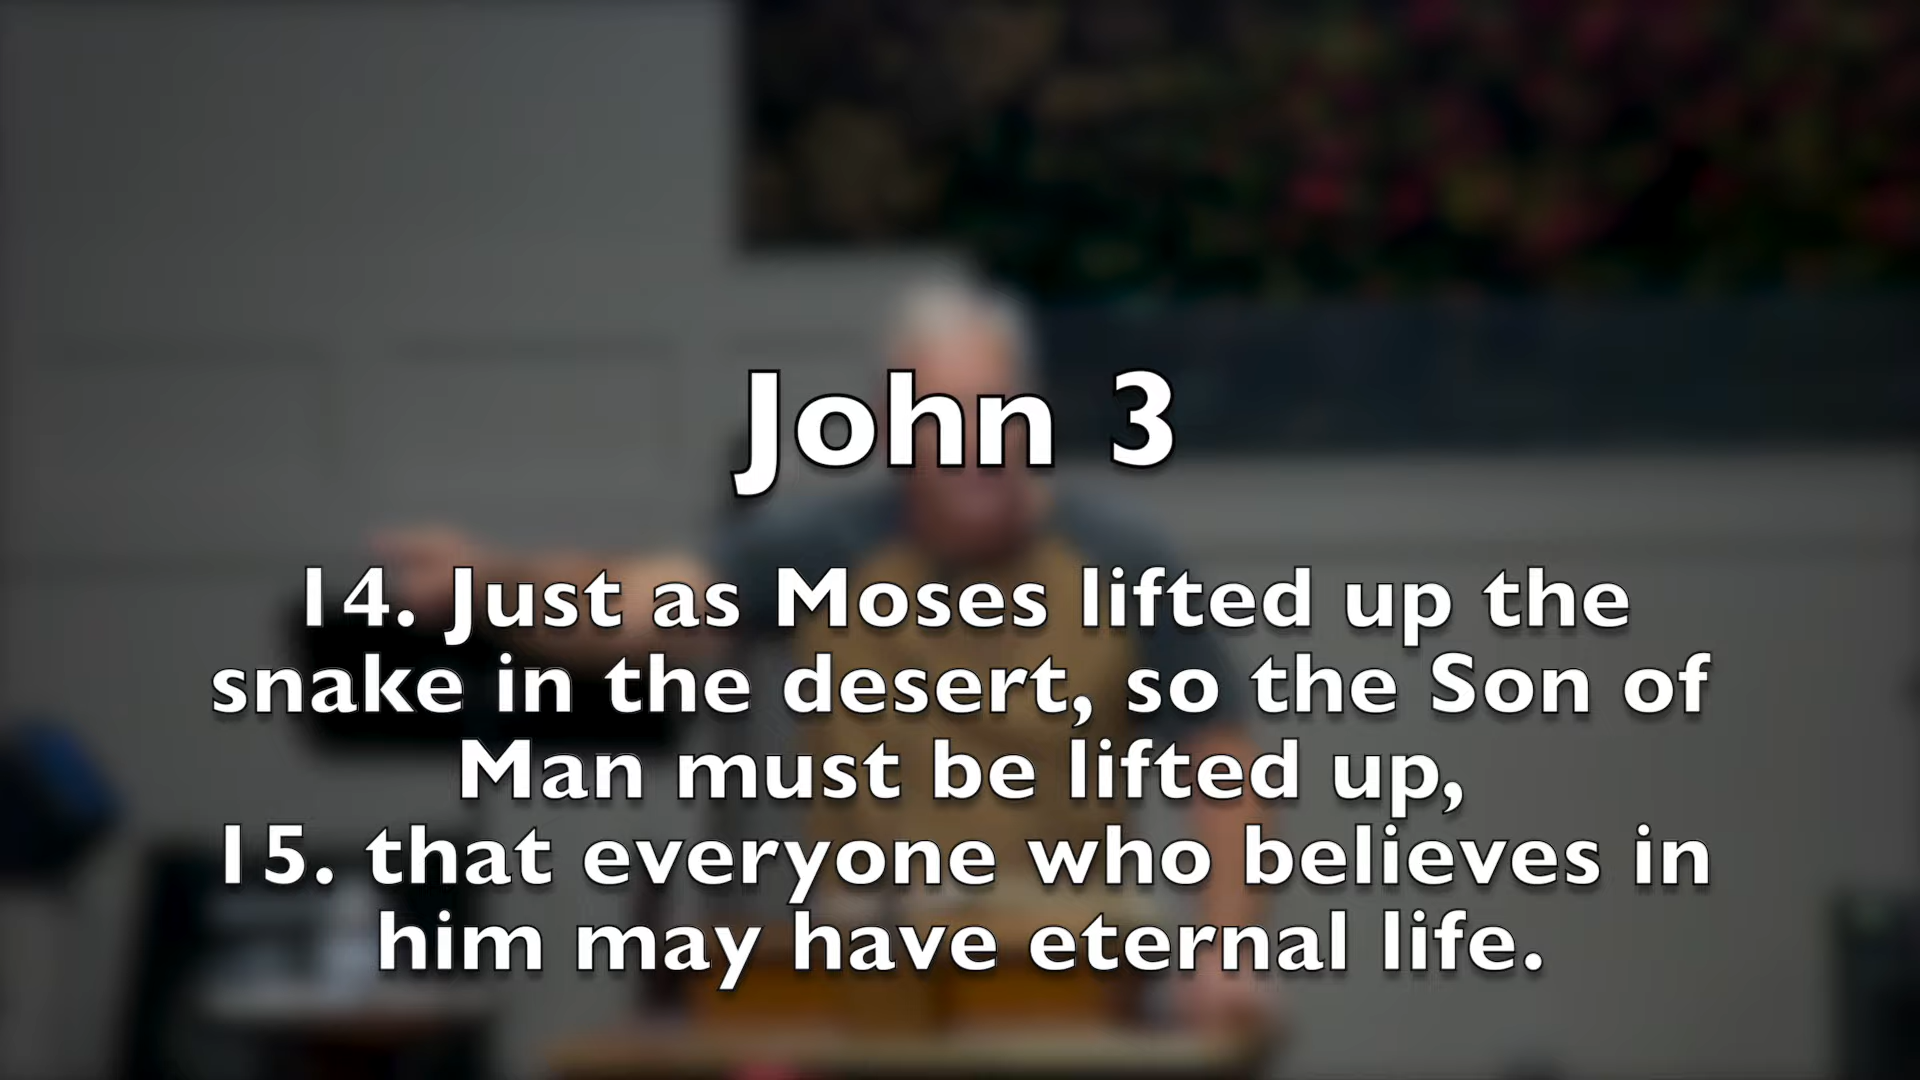 John 3
14. Just as Moses lifted up the
snake in the desert, so the Son of
Man must be lifted up,
15. that everyone who believes in
him may have eternal life.